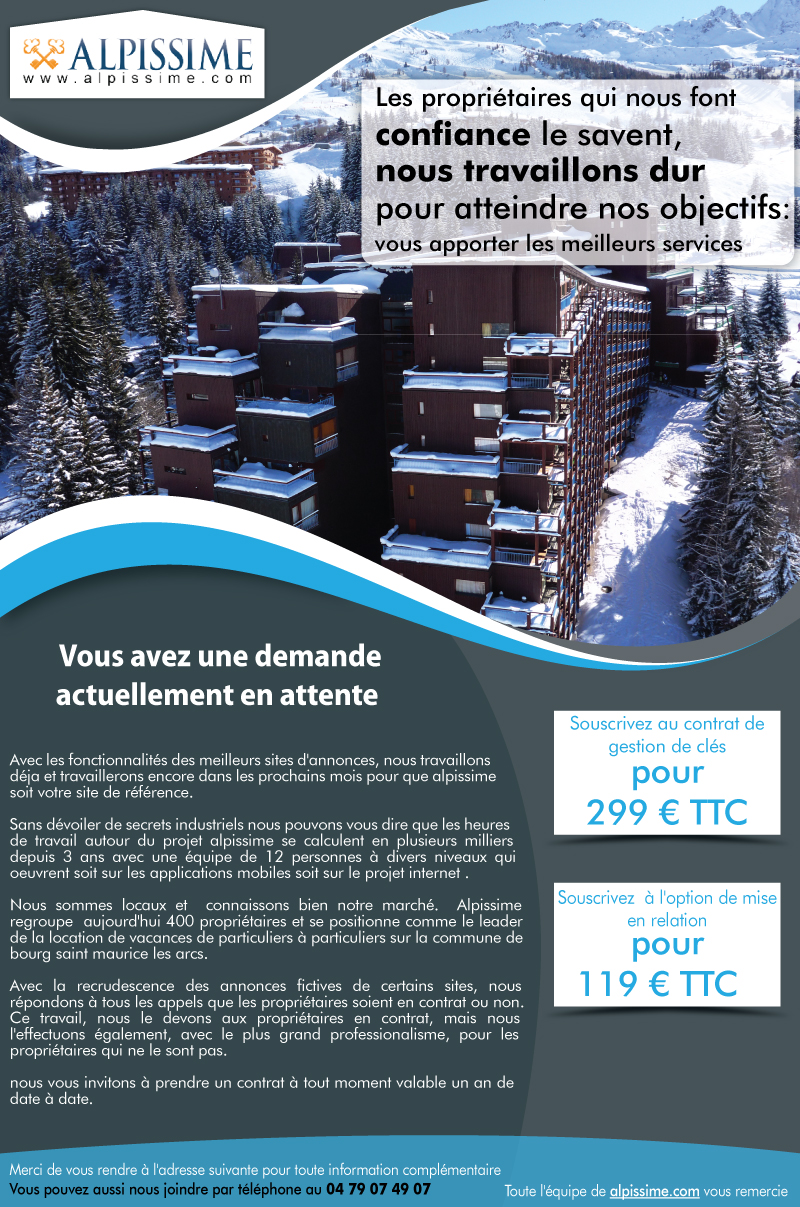 ALPISSIME
www.alpissime.com
Les propriétaires qui nous font
confiance le savent,
nous travaillons dur
pour atteindre nos objectifs:
vous apporter les meilleurs services
Vous avez une demande
actuellement en attente
Avec les fonctionnalités des meilleurs sites d'annonces, nous travaillons
déja et travaillerons encore dans les prochains mois pour que alpissime
soit votre site de référence.
Sans dévoiler de secrets industriels nous pouvons vous dire que les heures
de travail autour du projet alpissime se calculent en plusieurs milliers
depuis 3 ans avec une équipe de 12 personnes à divers niveaux qui
oeuvrent soit sur les applications mobiles soit sur le projet internet .
Nous sommes locaux et connaissons bien notre marché. Alpissime
regroupe aujourd'hui 400 propriétaires et se positionne comme le leader
de la location de vacances de particuliers à particuliers sur la commune de
bourg saint maurice les arcs.
Avec la recrudescence des annonces fictives de certains sites, nous
répondons à tous les appels que les propriétaires soient en contrat ou non.
Ce travail, nous le devons aux propriétaires en contrat, mais nous
l'effectuons également, avec le plus grand professionalisme, pour les
propriétaires qui ne le sont pas.
nous vous invitons à prendre un contrat à tout moment valable un an de
date à date.
Souscrivez au contrat de
gestion de clés
pour
299 € TTC
Souscrivez à l'option de mise
en relation
pour
119 € TTC
Merci de vous rendre à l'adresse suivante pour toute information complémentaire
Vous pouvez aussi nous joindre par téléphone au 04 79 07 49 07
Toute l'équipe de alpissime.com vous remercie